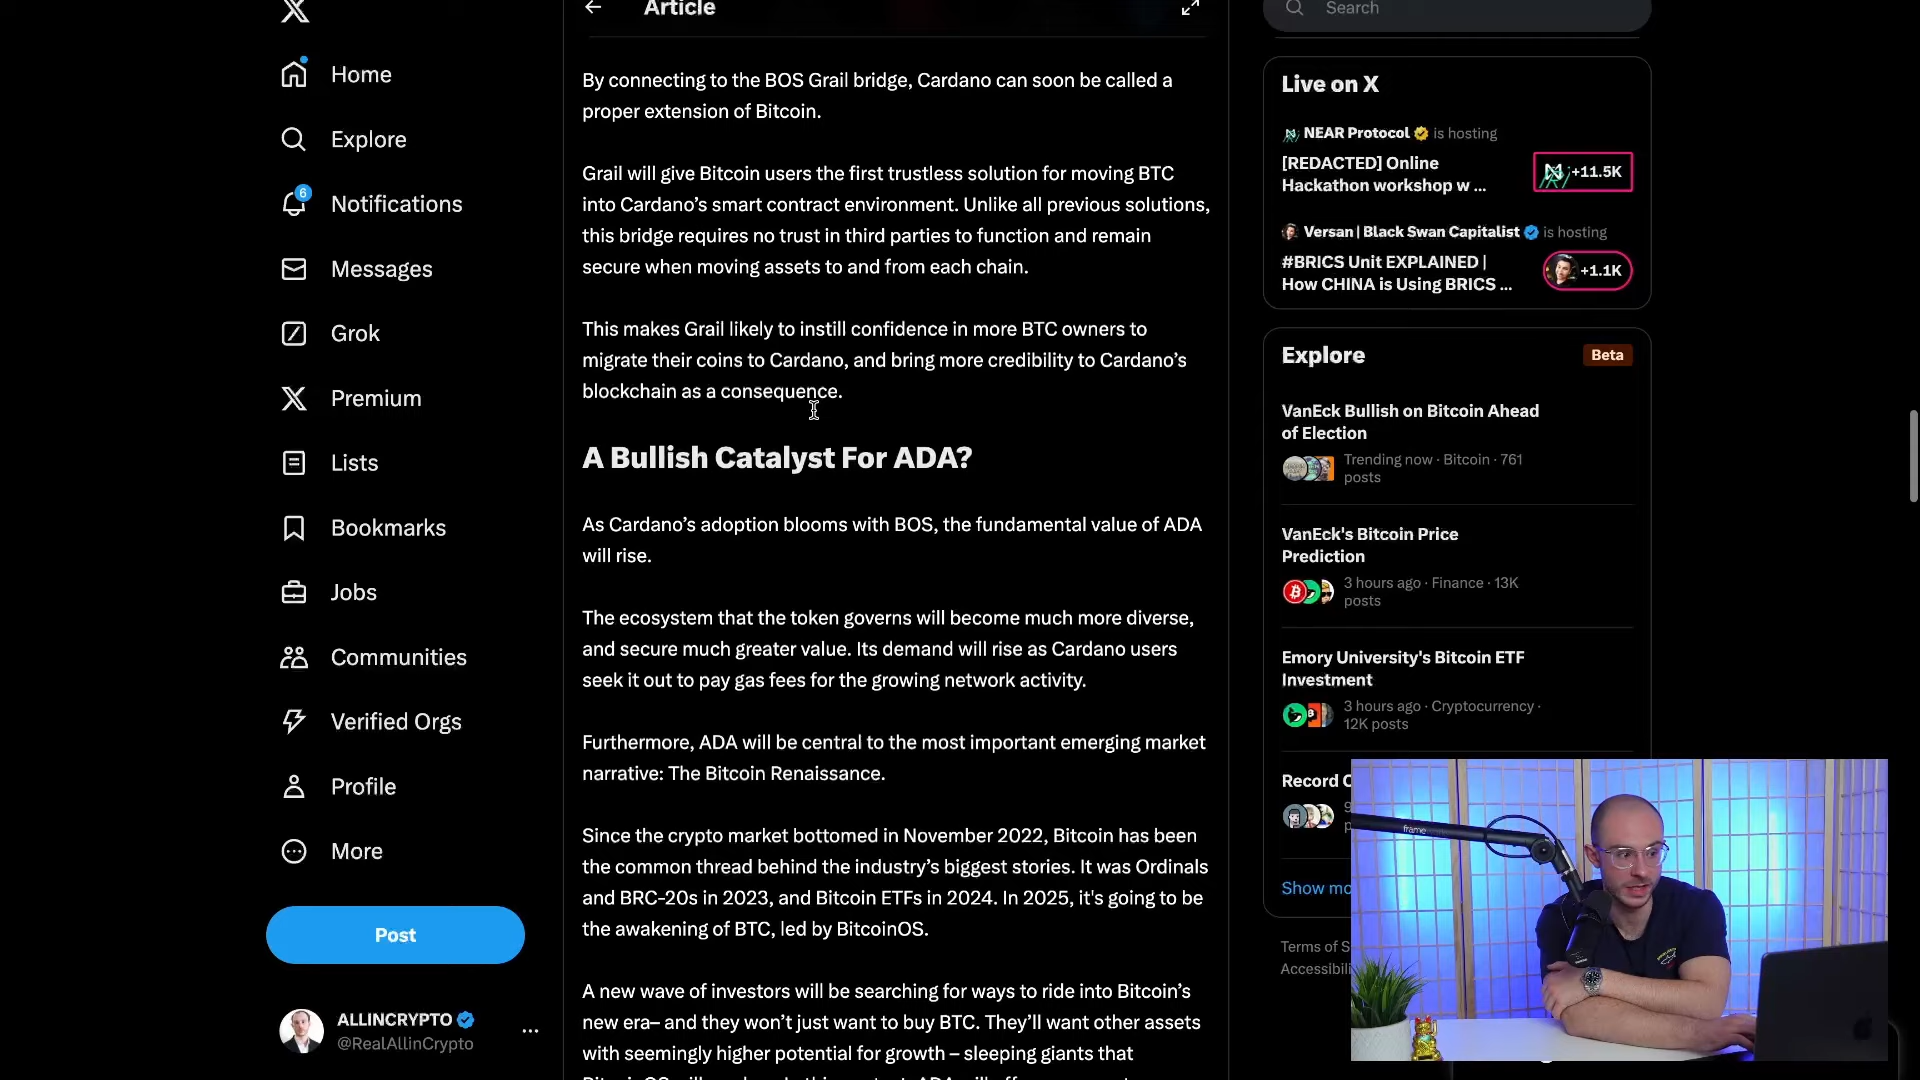 Home
Explore
6
Notifications
Messages
Grok
Premium
Lists
Bookmarks
Jobs
Communities
Verified Orgs
Profile
More
Post
ALLINCRYPTO
@RealAllinCrypto
Article
By connecting to the BOS Grail bridge, Cardano can soon be called a
proper extension of Bitcoin.
Grail will give Bitcoin users the first trustless solution for moving BTC
into Cardano’s smart contract environment. Unlike all previous solutions,
this bridge requires no trust in third parties to function and remain
secure when moving assets to and from each chain.
This makes Grail likely to instill confidence in more BTC owners to
migrate their coins to Cardano, and bring more credibility to Cardano’s
blockchain as a consequence.
A Bullish Catalyst For ADA?
As Cardano’s adoption blooms with BOS, the fundamental value of ADA
will rise.
The ecosystem that the token governs will become much more diverse,
and secure much greater value. Its demand will rise as Cardano users
seek it out to pay gas fees for the growing network activity.
Furthermore, ADA will be central to the most important emerging market
narrative: The Bitcoin Renaissance.
Since the crypto market bottomed in November 2022, Bitcoin has been
the common thread behind the industry’s biggest stories. It was Ordinals
and BRC-20s in 2023, and Bitcoin ETFs in 2024. In 2025, it's going to be
the awakening of BTC, led by BitcoinOS.
A new wave of investors will be searching for ways to ride into Bitcoin’s
new era– and they won’t just want to buy BTC. They’ll want other assets
with seemingly higher potential for growth – sleeping giants that
Search
Live on X
NEAR Protocol is hosting
[REDACTED] Online
Hackathon workshop w ...
+11.5K
Versan | Black Swan Capitalist is hosting
#BRICS Unit EXPLAINED |
How CHINA is Using BRICS ...
+1.1K
Explore
Beta
VanEck Bullish on Bitcoin Ahead
of Election
Trending now · Bitcoin · 761
posts
VanEck's Bitcoin Price
Prediction
3 hours ago · Finance · 13K
posts
Emory University's Bitcoin ETF
Investment
3 hours ago · Cryptocurrency ·
12K posts
Record
Show
Terms of
frame